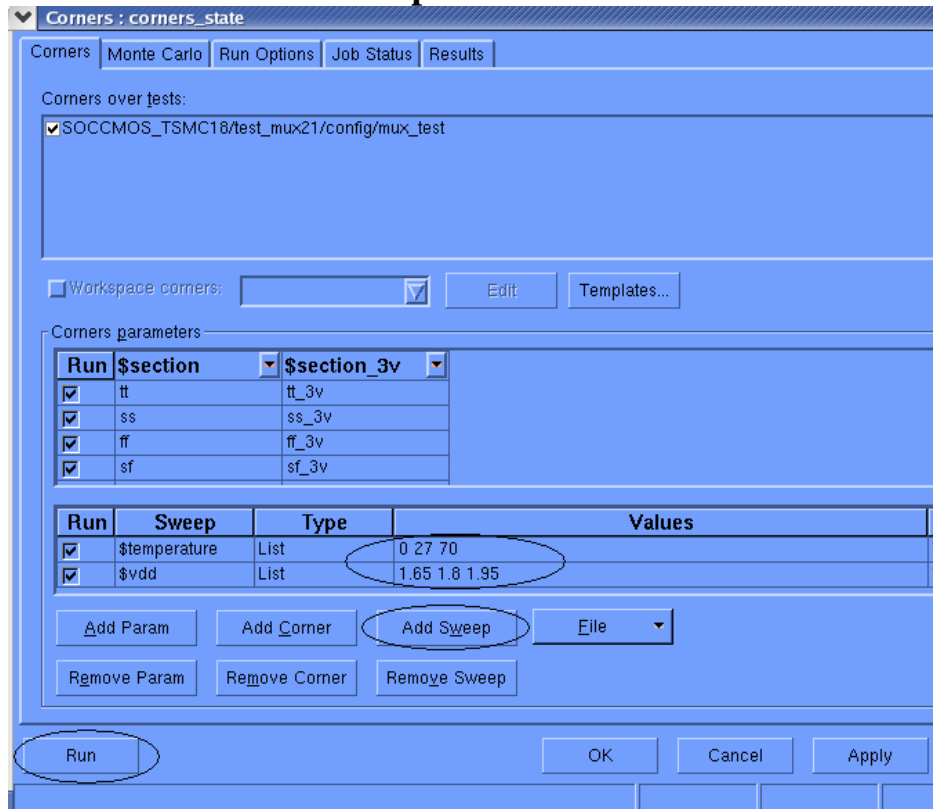 Corners : corners_state
Corners Monte Carlo Run Options Job Status Results
Corners over tests:
SOCCMOS_TSMC18/test_mux21/config/mux_test
Workspace corners: Edit Templates...
Corners parameters
Run $section $section_3v
tt tt_3v
ss ss_3v
ff ff_3v
sf sf_3v
Run Sweep Type Values
$temperature List 0 27 70
$vdd List 1.65 1.8 1.95
Add Param Add Corner Add Sweep File
Remove Param Remove Corner Remove Sweep
Run OK Cancel Apply